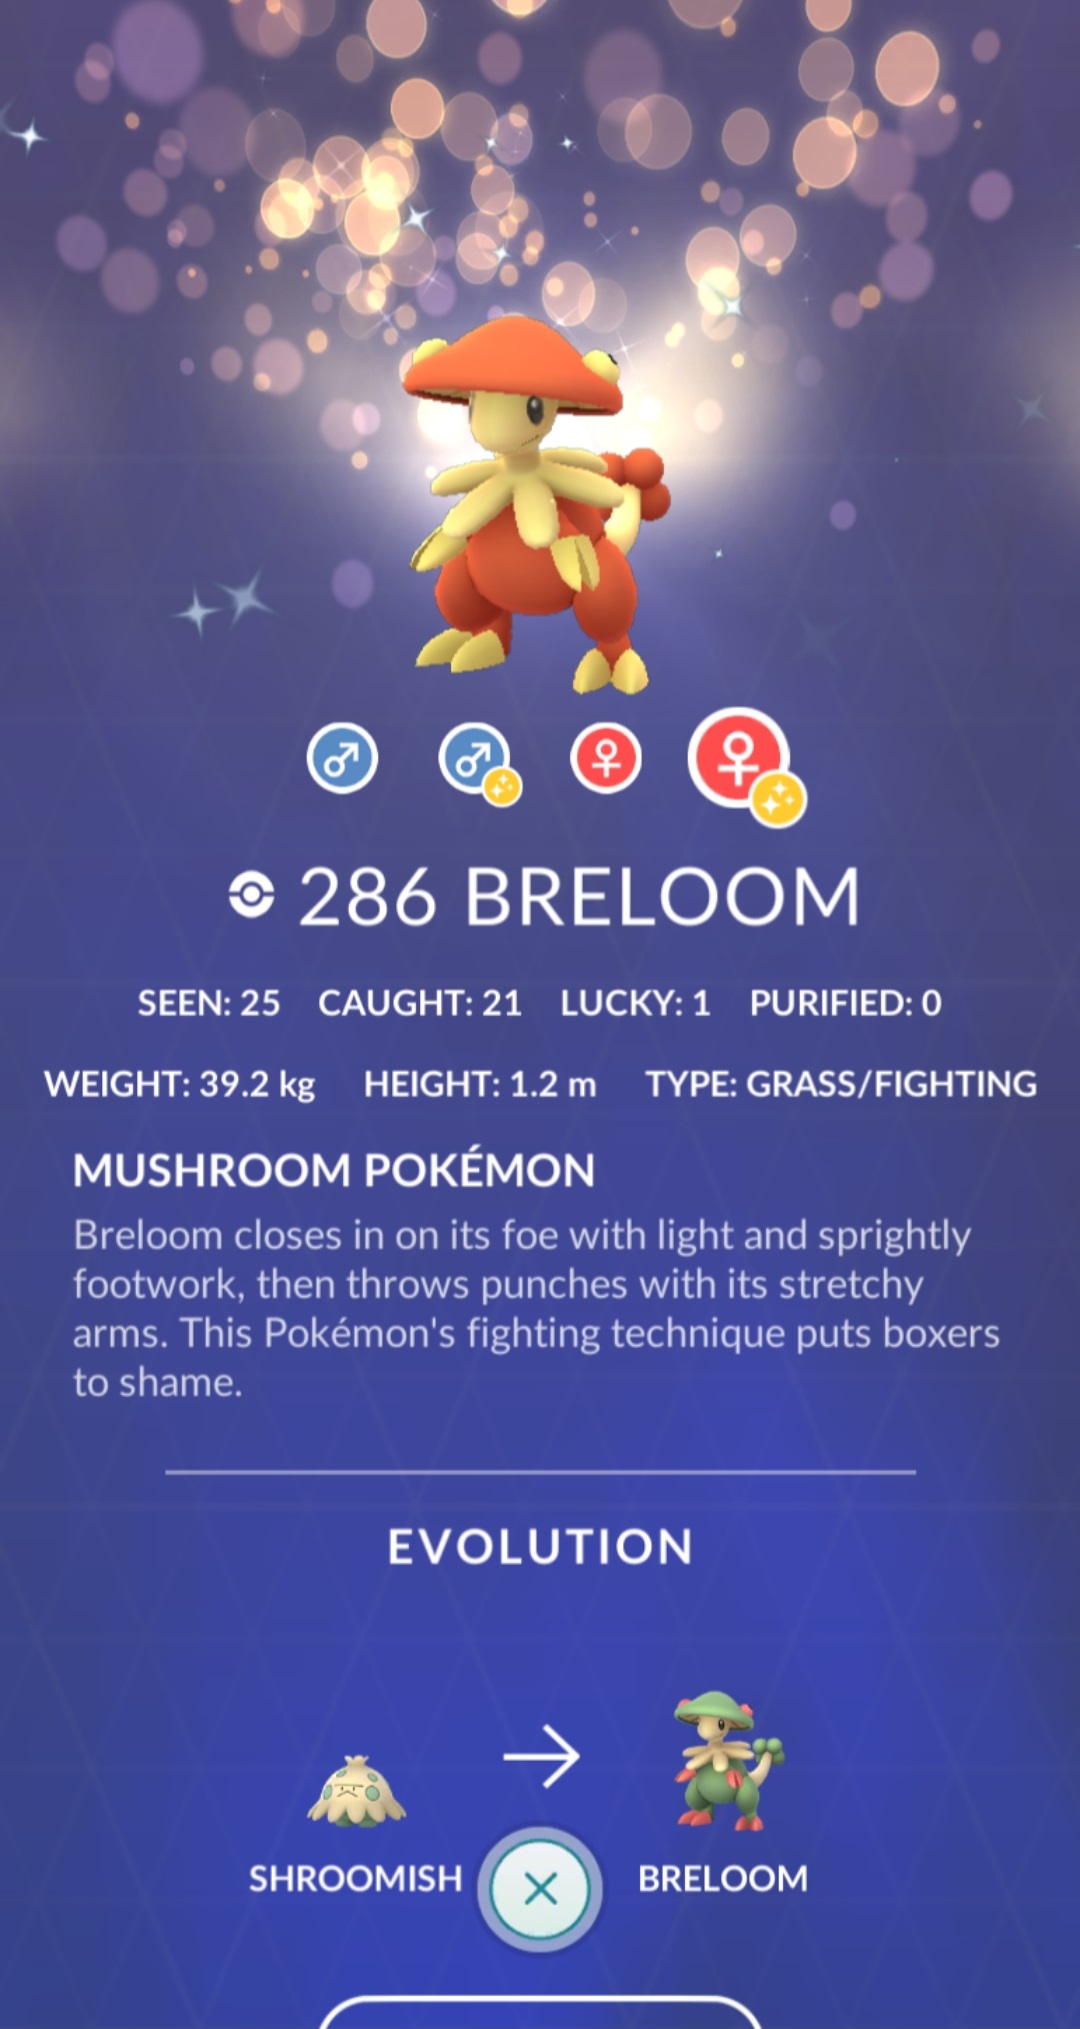 286 BRELOOM
SEEN: 25 CAUGHT: 21 LUCKY: 1 PURIFIED: 0
WEIGHT: 39.2 kg HEIGHT: 1.2 m TYPE: GRASS/FIGHTING
MUSHROOM POKÉMON
Breloom closes in on its foe with light and sprightly
footwork, then throws punches with its stretchy
arms. This Pokémon's fighting technique puts boxers
to shame.
EVOLUTION
SHROOMISH BRELOOM